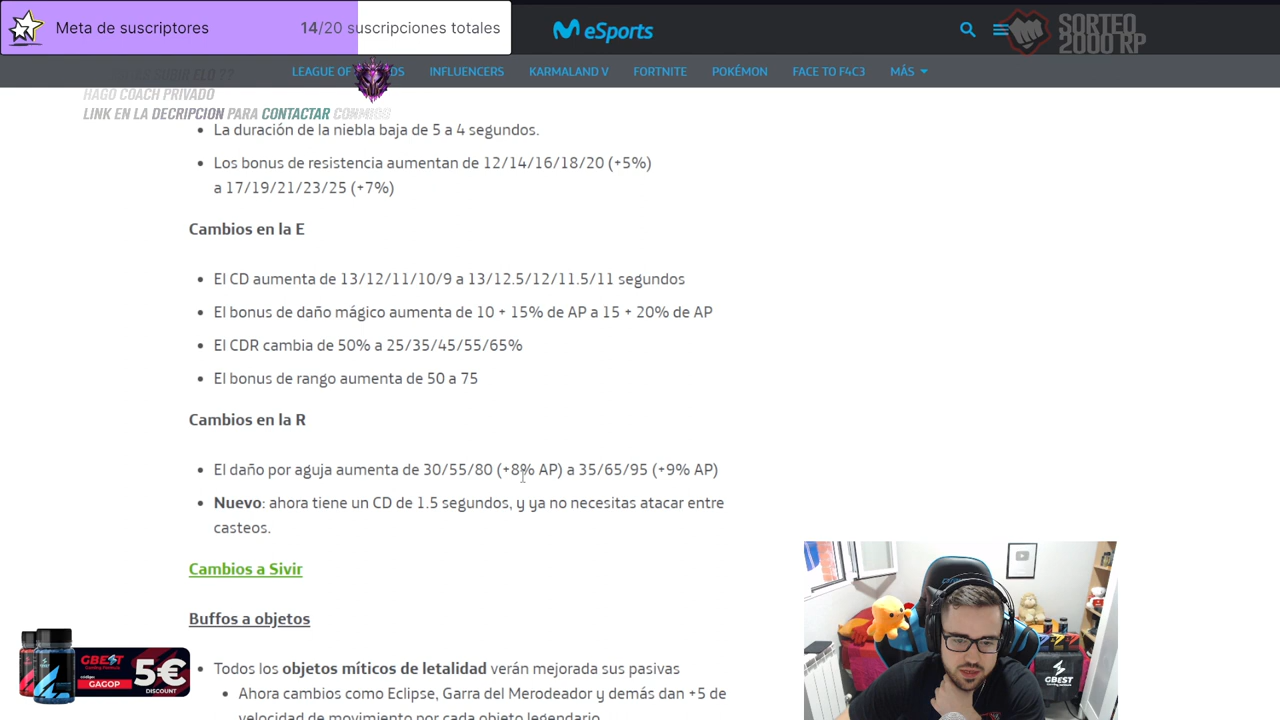 Meta de suscriptores
14/20 suscripciones totales
eSports
SORTEO
2000 RP
LEAGUE OF
INFLUENCERS
KARMALAND V
FORTNITE
POKÉMON
FACE TO F4C3
MÁS
HAGO COACH PRIVADO
LINK EN LA DECRIPCION PARA CONTACTAR CONMIGO
• La duración de la niebla baja de 5 a 4 segundos.
• Los bonus de resistencia aumentan de 12/14/16/18/20 (+5%)
a 17/19/21/23/25 (+7%)
Cambios en la E
• El CD aumenta de 13/12/11/10/9 a 13/12.5/12/11.5/11 segundos
• El bonus de daño mágico aumenta de 10 + 15% de AP a 15 + 20% de AP
• El CDR cambia de 50% a 25/35/45/55/65%
• El bonus de rango aumenta de 50 a 75
Cambios en la R
• El daño por aguja aumenta de 30/55/80 (+8% AP) a 35/65/95 (+9% AP)
• Nuevo: ahora tiene un CD de 1.5 segundos, y ya no necesitas atacar entre
casteos.
Cambios a Sivir
Buffos a objetos
• Todos los objetos míticos de letalidad verán mejorada sus pasivas
• Ahora cambios como Eclipse, Garra del Merodeador y demás dan +5 de
velocidad de movimiento por cada objeto legendario
GBEST
GAGOP
5€
DISCOUNT
GBEST